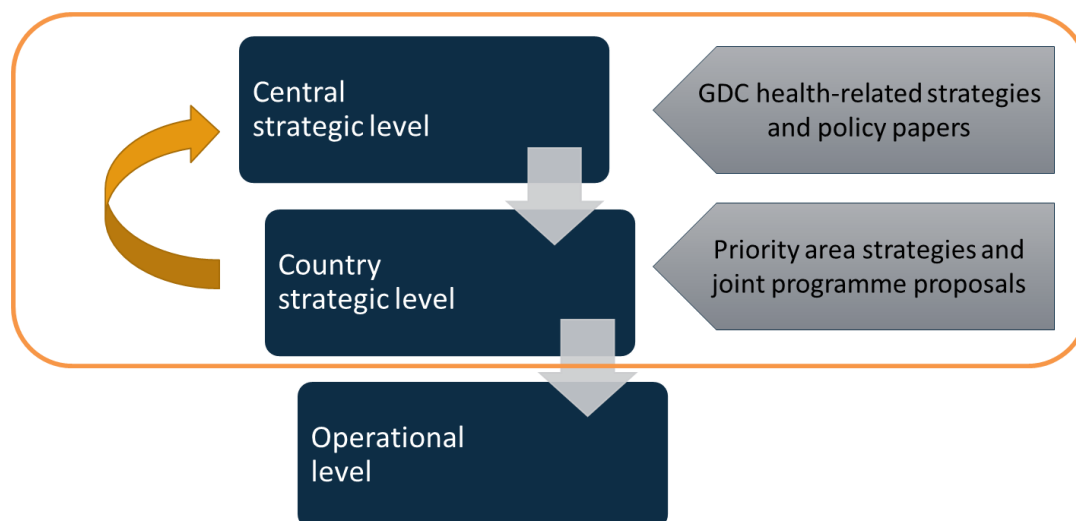 Central
strategic level
GDC health-related strategies
and policy papers
Country
strategic level
Priority area strategies and
joint programme proposals
Operational
level